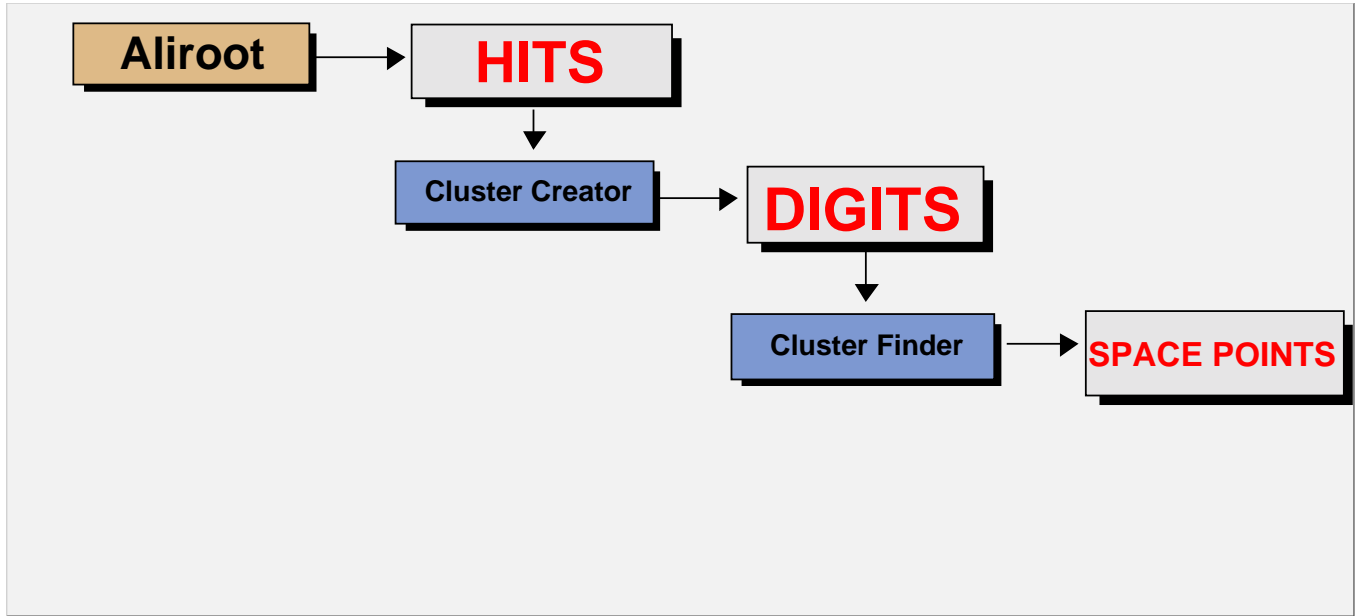 Aliroot
HITS
Cluster Creator
DIGITS
Cluster Finder
SPACE POINTS